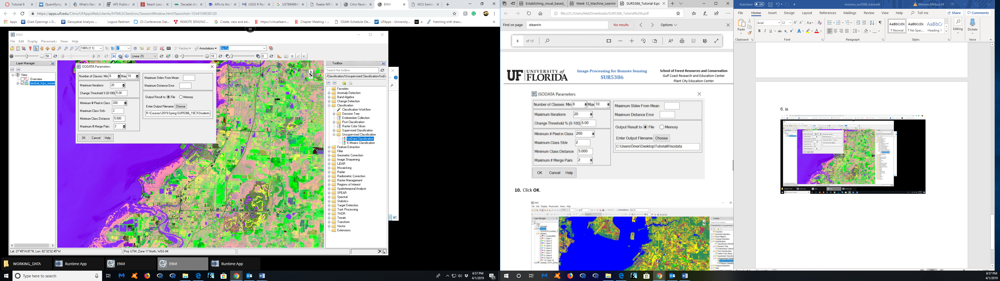 Tutorial 6
Quantifying
What's New
AFS Publicat
Beach Loss a
Decadal cha
APIs to the R
USGS R Pack
US7894984
Raabe WP.in
Citrix Receiv
ENVI
MCS Semina
https://apps.ufl.edu/Citrix/UFAppsWeb/clients/HTML5Client/src/SessionWindow.html?launchid=1554159038120
Apps
Grad Openings » D...
Geospatial Analysis ...
Logout Redirect
23 Conferences Dat...
REMOTE SENSING ...
Create, view and ed...
https://virtuallearn...
Chapter Meeting – ...
GSAW-Schedule-De...
UFApps - University...
a
Hatching with draw...
ENVI
File Edit Display Placemarks Views Help
100% (1:1)
0°
Vectors
Annotations
Go To
50
20
Linear 2%
10
0
Layer Manager
View
Overview
landsat_tcps_moren
ISODATA Parameters
Number of Classes: Min 8 Max 10
Maximum Iterations 20
Change Threshold % (0-100) 5.00
Minimum # Pixel in Class 200
Maximum Class Stdv 2
Minimum Class Distance 5.000
Maximum # Merge Pairs 2
OK Cancel Help
Maximum Stdev From Mean
Maximum Distance Error
Output Result to File Memory
Enter Output Filename Choose
R:\Courses\2019-Spring-SUR5386_19C3\Students
N
Toolbox
Search the toolbox
/Classification/Unsupervised Classification/IsoDa
Favorites
Anomaly Detection
Band Algebra
Change Detection
Classification
Classification Workflow
Decision Tree
Endmember Collection
Post Classification
Raster Color Slices
Supervised Classification
Unsupervised Classification
IsoData Classification
K-Means Classification
Feature Extraction
Filter
Geometric Correction
Image Sharpening
LiDAR
Mosaicking
Radar
Radiometric Correction
Raster Management
Regions of Interest
Spatiotemporal Analysis
SPEAR
Spectral
Statistics
Target Detection
Task Processing
THOR
Terrain
Transform
Vector
Extensions
Lat: 27°45'14.81"N, Lon: 82°32'32.45"W
Proj: UTM, Zone 17 North, WGS-84
WORKING_DATA
Runtime App
ENVI
ENVI
Runtime App
Type here to search
6:57 PM
4/1/2019
21
Establishing_visual_based_
Week 12_Machine_Learnin
SUR5386_Tutorial 6.pc
file:///C:/Users/Mel/Downloads/SUR5386_Tutorial%206.pdf
Find on page
eleanrin
No results
Options
8 of 15
UF UNIVERSITY of FLORIDA
Image Processing for Remote Sensing
SUR5386
School of Forest Resources and Conservation
Gulf Coast Research and Education Center
Plant City Education Center
ISODATA Parameters
Number of Classes: Min 8 Max 10
Maximum Iterations 20
Change Threshold % (0-100) 5.00
Minimum # Pixel in Class 200
Maximum Class Stdv 2
Minimum Class Distance 5.000
Maximum # Merge Pairs 2
OK Cancel Help
Maximum Stdev From Mean
Maximum Distance Error
Output Result to File Memory
Enter Output Filename Choose
C:\Users\Ömer\Desktop\Tutorial6\Isodata
10. Click OK.
ENVI
File Edit Display Placemarks Views Help
6:57 PM
4/1/2019
AutoSave Off
moreno_sur5386_tutorial6
Moreno,Melissa M
File Home Insert Design Layout References Mailings Review View Help
Tell me
Share
Comments
Paste
Arial
12
AaBbCcDc
¶ Normal
AaBbCcDc
¶ No Spac...
AaBbCc
Heading 1
Editing
Dictate
Clipboard
Font
Paragraph
Styles
Voice
6. ix
6:57 PM
4/1/2019